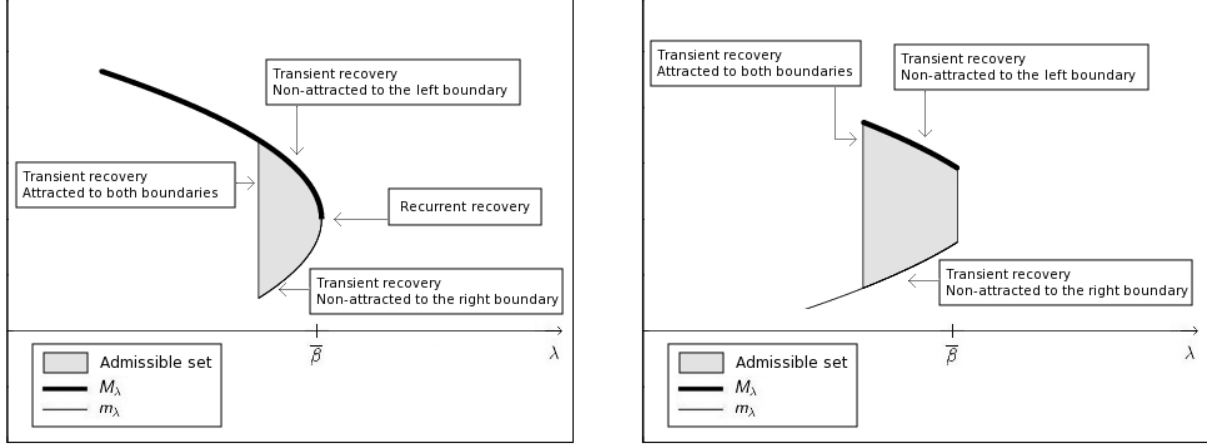 Transient recovery
Non-attracted to the left boundary
Transient recovery
Attracted to both boundaries
Recurrent recovery
Transient recovery
Non-attracted to the right boundary
β̅
λ
Admissible set
M_λ
m_λ
Transient recovery
Attracted to both boundaries
Transient recovery
Non-attracted to the left boundary
Transient recovery
Non-attracted to the right boundary
β̅
λ
Admissible set
M_λ
m_λ